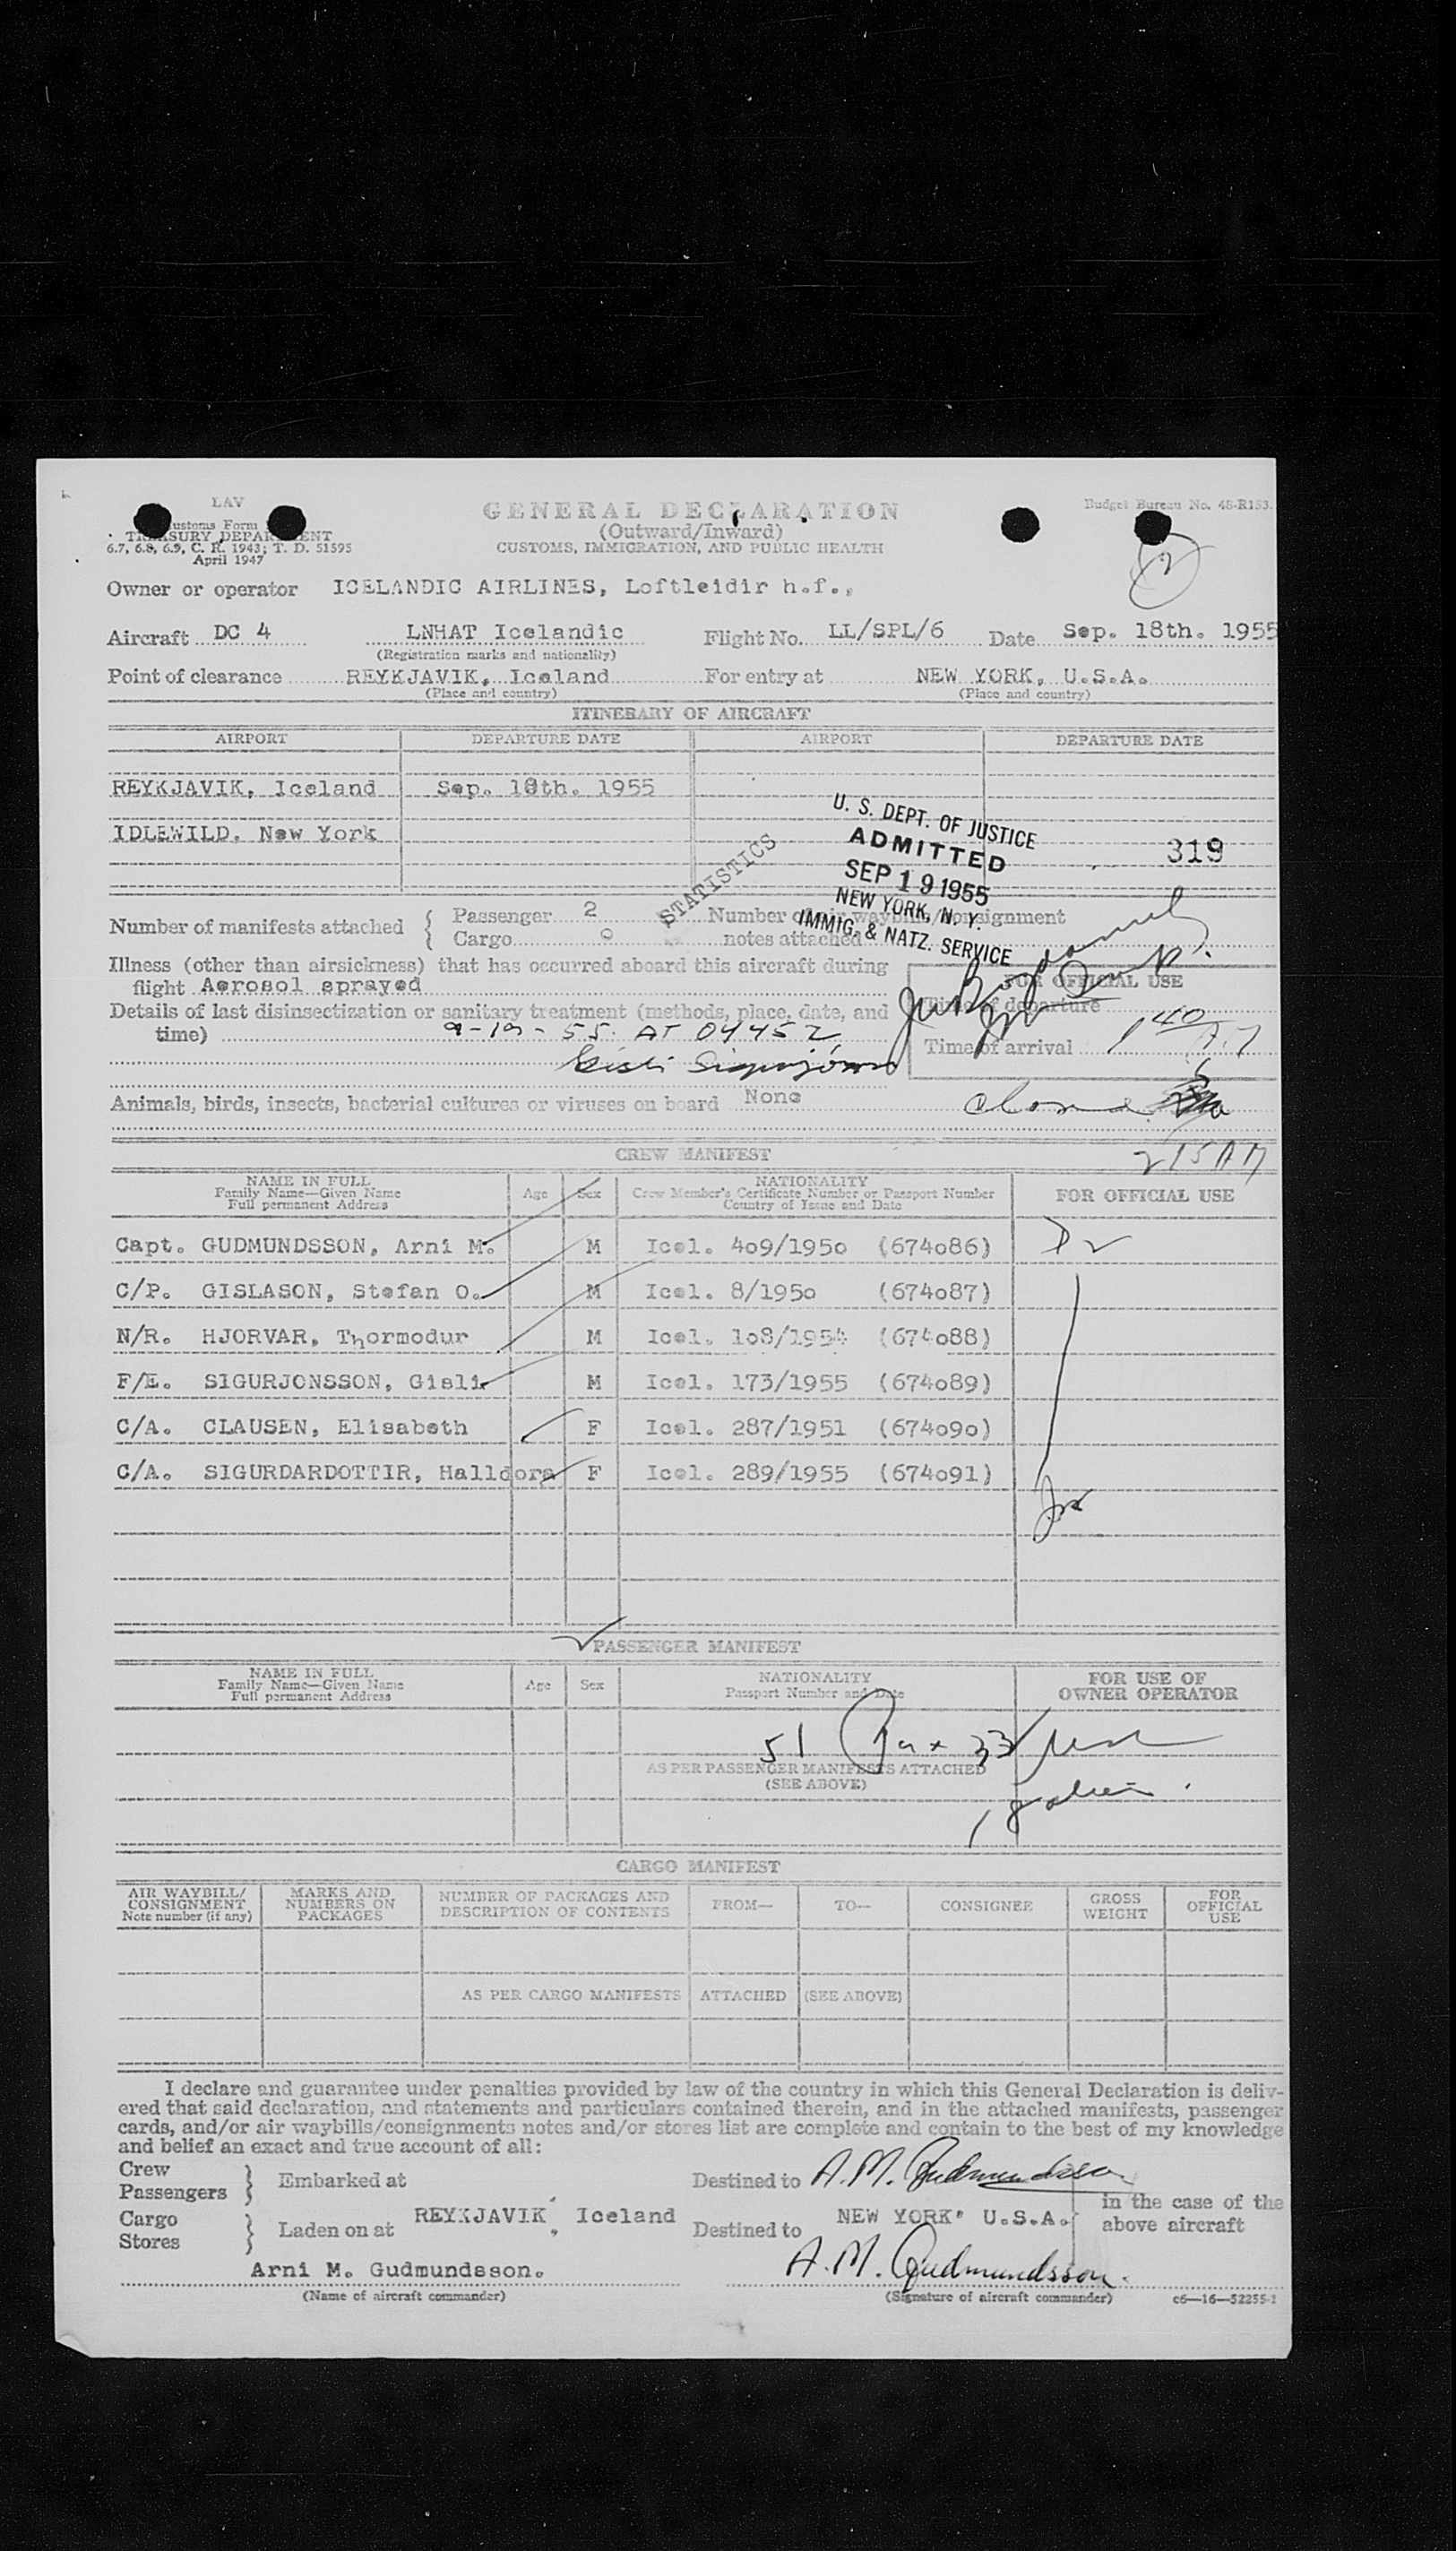 LAV
Customs Form
TREASURY DEPARTMENT
6.7, 6.8, 6.9, C. R. 1943; T. D. 51595
April 1947
GENERAL DECLARATION
(Outward/Inward)
CUSTOMS, IMMIGRATION, AND PUBLIC HEALTH
Budget Bureau No. 48-R183.
2
Owner or operator ICELANDIC AIRLINES, Loftleidir h.f.,
Aircraft DC 4 LNHAT Icelandic Flight No. LL/SPL/6 Date Sep. 18th. 1955
(Registration marks and nationality)
Point of clearance REYKJAVIK, Iceland For entry at NEW YORK, U.S.A.
(Place and country) (Place and country)
ITINERARY OF AIRCRAFT
AIRPORT DEPARTURE DATE AIRPORT DEPARTURE DATE
REYKJAVIK, Iceland Sep. 18th. 1955
IDLEWILD. New York
U. S. DEPT. OF JUSTICE
ADMITTED
SEP 19 1955
NEW YORK, N. Y.
IMMIG. & NATZ. SERVICE
319
STATISTICS
Number of manifests attached { Passenger 2 Number of air waybills/consignment
Cargo o notes attached
Illness (other than airsickness) that has occurred aboard this aircraft during
flight Aerosol sprayed
FOR OFFICIAL USE
Details of last disinsectization or sanitary treatment (methods, place, date, and
time) 9-19-55. AT 0445Z
Time of departure
Time of arrival 1 40
Gisli Sigurjónsson
Animals, birds, insects, bacterial cultures or viruses on board None
215 AM
CREW MANIFEST
NAME IN FULL
Family Name—Given Name
Full permanent Address
Age Sex
NATIONALITY
Crew Member's Certificate Number or Passport Number
Country of Issue and Date
FOR OFFICIAL USE
Capt. GUDMUNDSSON, Arni M. M Icel. 409/1950 (674086)
C/P. GISLASON, Stefan O. M Icel. 8/1950 (674087)
N/R. HJORVAR, Thormodur M Icel. 108/1954 (674088)
F/E. SIGURJONSSON, Gisli M Icel. 173/1955 (674089)
C/A. CLAUSEN, Elisabeth F Icel. 287/1951 (674090)
C/A. SIGURDARDOTTIR, Halldora F Icel. 289/1955 (674091)
PASSENGER MANIFEST
NAME IN FULL
Family Name—Given Name
Full permanent Address
Age Sex
NATIONALITY
Passport Number and Date
FOR USE OF
OWNER OPERATOR
51 Pax 33
AS PER PASSENGER MANIFESTS ATTACHED
(SEE ABOVE)
CARGO MANIFEST
AIR WAYBILL/
CONSIGNMENT
Note number (if any)
MARKS AND
NUMBERS ON
PACKAGES
NUMBER OF PACKAGES AND
DESCRIPTION OF CONTENTS
FROM— TO— CONSIGNEE
GROSS
WEIGHT
FOR
OFFICIAL
USE
AS PER CARGO MANIFESTS ATTACHED (SEE ABOVE)
I declare and guarantee under penalties provided by law of the country in which this General Declaration is deliv-
ered that said declaration, and statements and particulars contained therein, and in the attached manifests, passenger
cards, and/or air waybills/consignments notes and/or stores list are complete and contain to the best of my knowledge
and belief an exact and true account of all:
Crew
Passengers } Embarked at Destined to A. M. Gudmundsson
in the case of the
above aircraft
REYKJAVIK, Iceland NEW YORK, U.S.A.
Cargo
Stores } Laden on at Destined to
Arni M. Gudmundsson. A. M. Gudmundsson.
(Name of aircraft commander) (Signature of aircraft commander) c6—16—52255-1